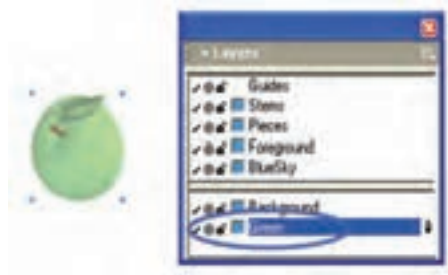 Layers
Guides
Stems
Pieces
Foreground
BlueSky
Background
Green